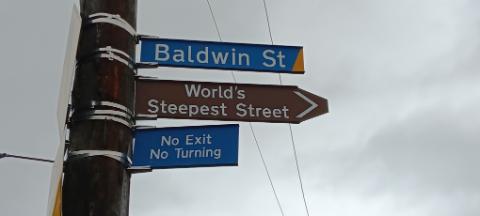 Baldwin St
World's
Steepest Street
No Exit
No Turning